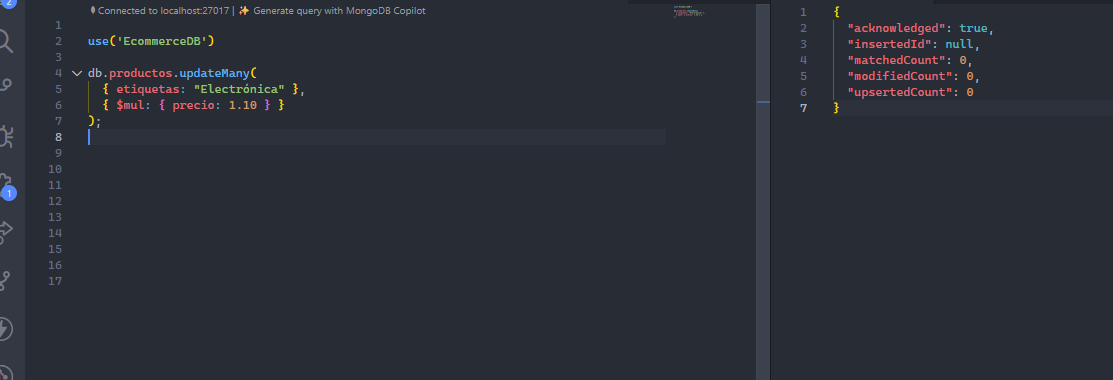 2
Connected to localhost:27017 | ✨ Generate query with MongoDB Copilot
1
2 use('EcommerceDB')
3
4 db.productos.updateMany(
5 { etiquetas: "Electrónica" },
6 { $mul: { precio: 1.10 } }
7 );
8
9
10
11
12
13
14
15
16
17
1
1 {
2 "acknowledged": true,
3 "insertedId": null,
4 "matchedCount": 0,
5 "modifiedCount": 0,
6 "upsertedCount": 0
7 }